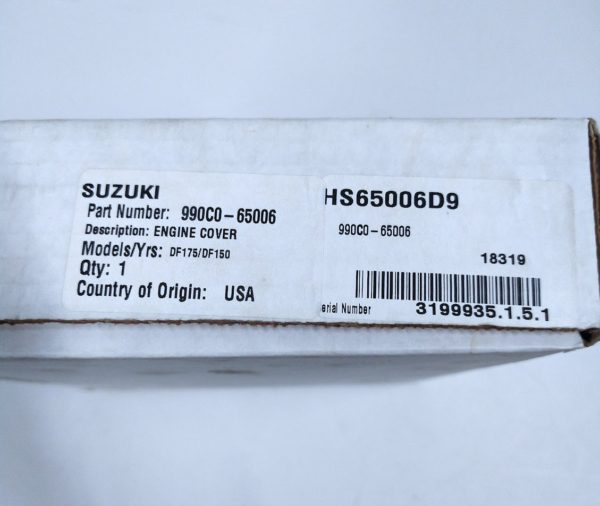 SUZUKI
Part Number: 990C0-65006
Description: ENGINE COVER
Models/Yrs: DF175/DF150
Qty: 1
Country of Origin: USA
HS65006D9
990C0-65006
18319
erial Number 3199935.1.5.1